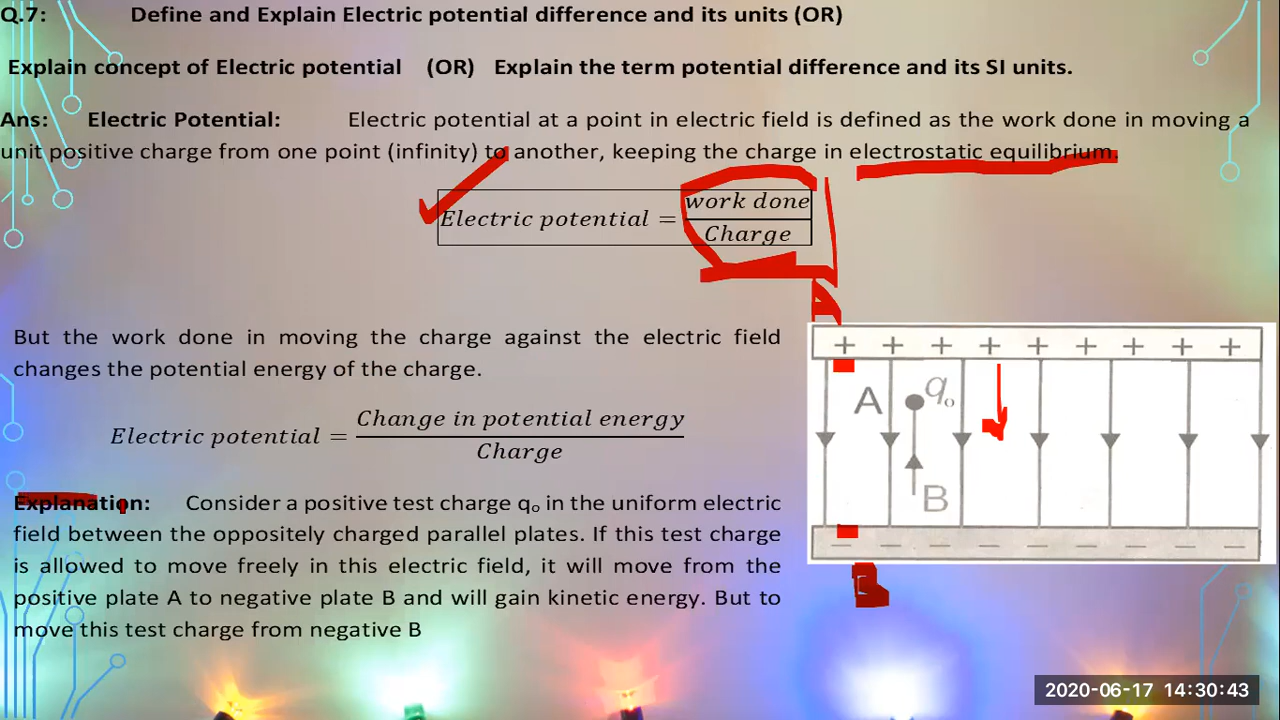 Q.7: Define and Explain Electric potential difference and its units (OR)
Explain concept of Electric potential (OR) Explain the term potential difference and its SI units.
Ans: Electric Potential: Electric potential at a point in electric field is defined as the work done in moving a
unit positive charge from one point (infinity) to another, keeping the charge in electrostatic equilibrium.
Electric potential = work done / Charge
A
But the work done in moving the charge against the electric field
changes the potential energy of the charge.
Electric potential = Change in potential energy / Charge
Explanation: Consider a positive test charge qₒ in the uniform electric
field between the oppositely charged parallel plates. If this test charge
is allowed to move freely in this electric field, it will move from the
positive plate A to negative plate B and will gain kinetic energy. But to
move this test charge from negative B
+ + + + + + + + +
A qₒ
B
− − − − − − − − −
B
2020-06-17 14:30:43